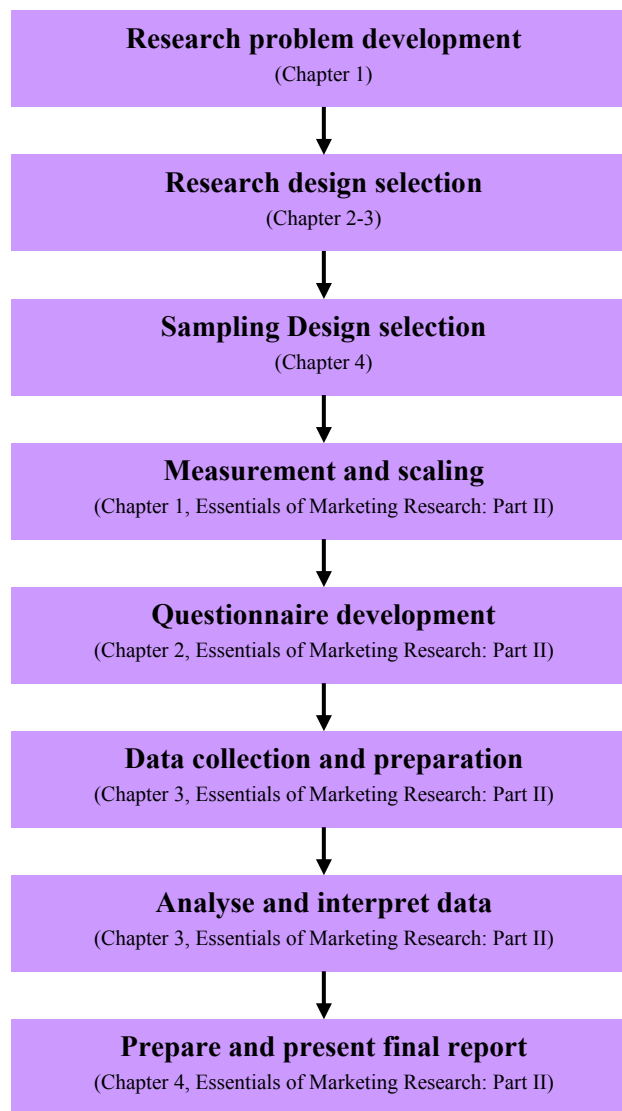 Research problem development
(Chapter 1)
Research design selection
(Chapter 2-3)
Sampling Design selection
(Chapter 4)
Measurement and scaling
(Chapter 1, Essentials of Marketing Research: Part II)
Questionnaire development
(Chapter 2, Essentials of Marketing Research: Part II)
Data collection and preparation
(Chapter 3, Essentials of Marketing Research: Part II)
Analyse and interpret data
(Chapter 3, Essentials of Marketing Research: Part II)
Prepare and present final report
(Chapter 4, Essentials of Marketing Research: Part II)